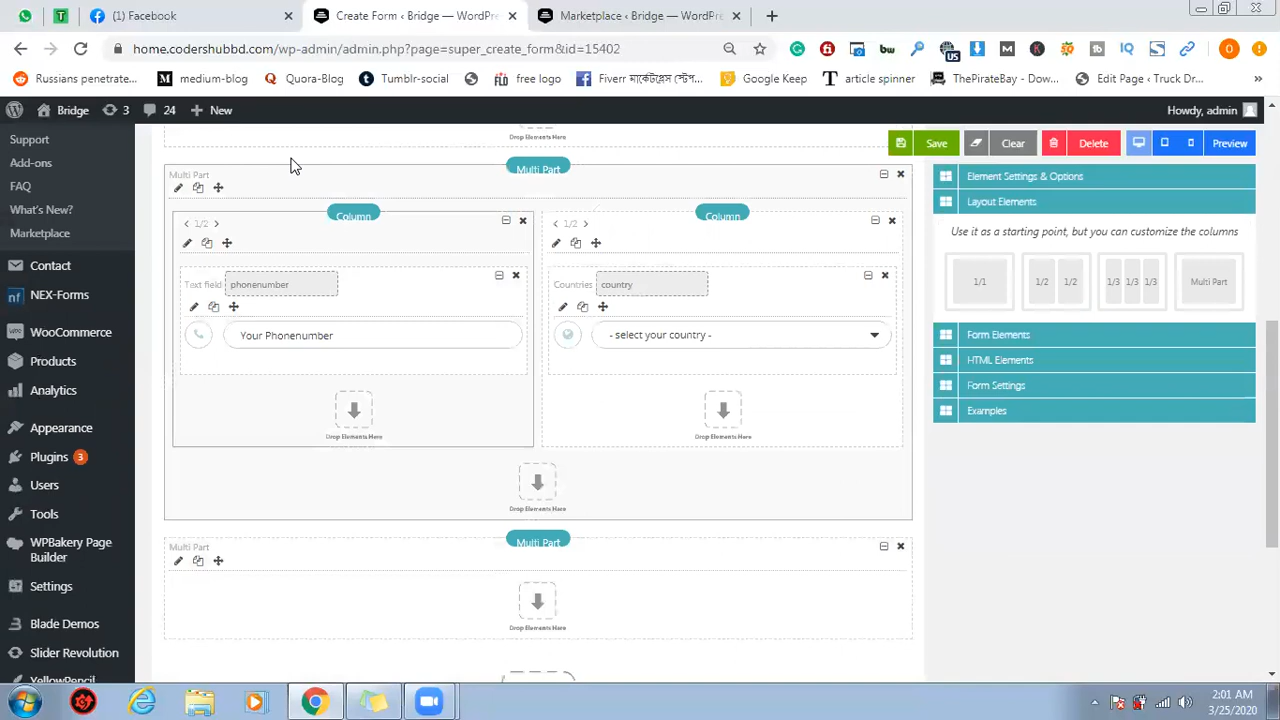 (1) Facebook
Create Form ‹ Bridge — WordPre
Marketplace ‹ Bridge — WordPre
home.codershubbd.com/wp-admin/admin.php?page=super_create_form&id=15402
Russians penetrate...
medium-blog
Quora-Blog
Tumblr-social
free logo
Fiverr মার্কেটপ্লেস স্টেপ...
Google Keep
article spinner
ThePirateBay - Dow...
Edit Page ‹ Truck Dr...
»
Bridge
3
24
New
Howdy, admin
Support
Add-ons
FAQ
What's New?
Marketplace
Contact
NEX-Forms
WooCommerce
Products
Analytics
Appearance
Plugins 3
Users
Tools
WPBakery Page
Builder
Settings
Blade Demos
Slider Revolution
YellowPencil
Drop Elements Here
Save
Clear
Delete
Preview
Multi Part
Multi Part
Column
Column
1/2
1/2
xt field
phonenumber
Countries
country
Your Phonenumber
- select your country -
Drop Elements Here
Drop Elements Here
Drop Elements Here
Multi Part
Multi Part
Drop Elements Here
Element Settings & Options
Layout Elements
Use it as a starting point, but you can customize the columns
1/1
1/2 1/2
1/3 1/3 1/3
Multi Part
Form Elements
HTML Elements
Form Settings
Examples
2:01 AM
3/25/2020